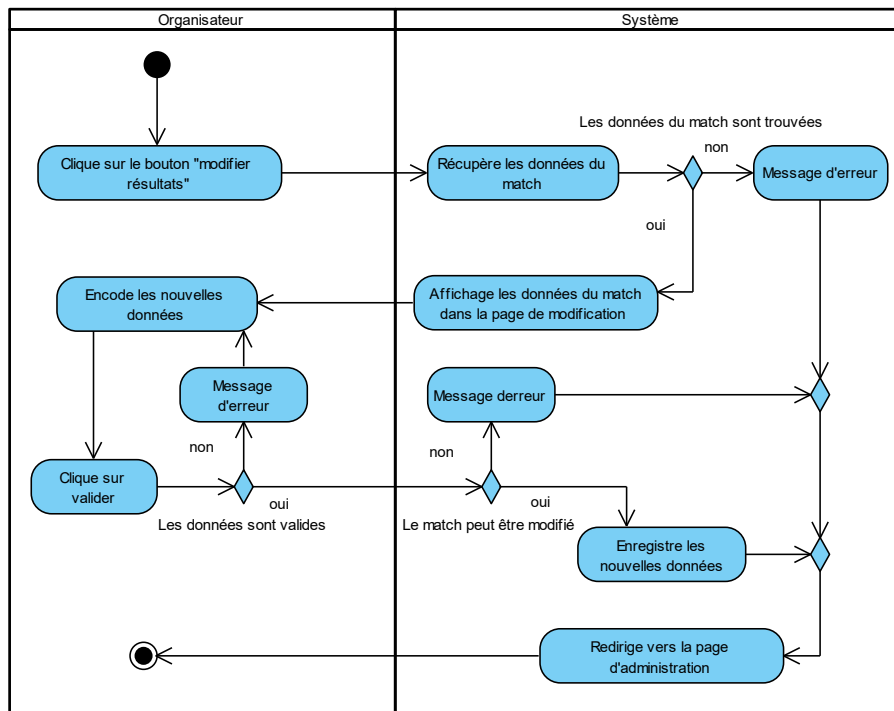 Organisateur
Système
Les données du match sont trouvées
non
Clique sur le bouton "modifier
résultats"
Récupère les données du
match
Message d'erreur
oui
Encode les nouvelles
données
Affichage les données du match
dans la page de modification
Message
d'erreur
Message derreur
non
non
Clique sur
valider
oui
oui
Les données sont valides
Le match peut être modifié
Enregistre les
nouvelles données
Redirige vers la page
d'administration